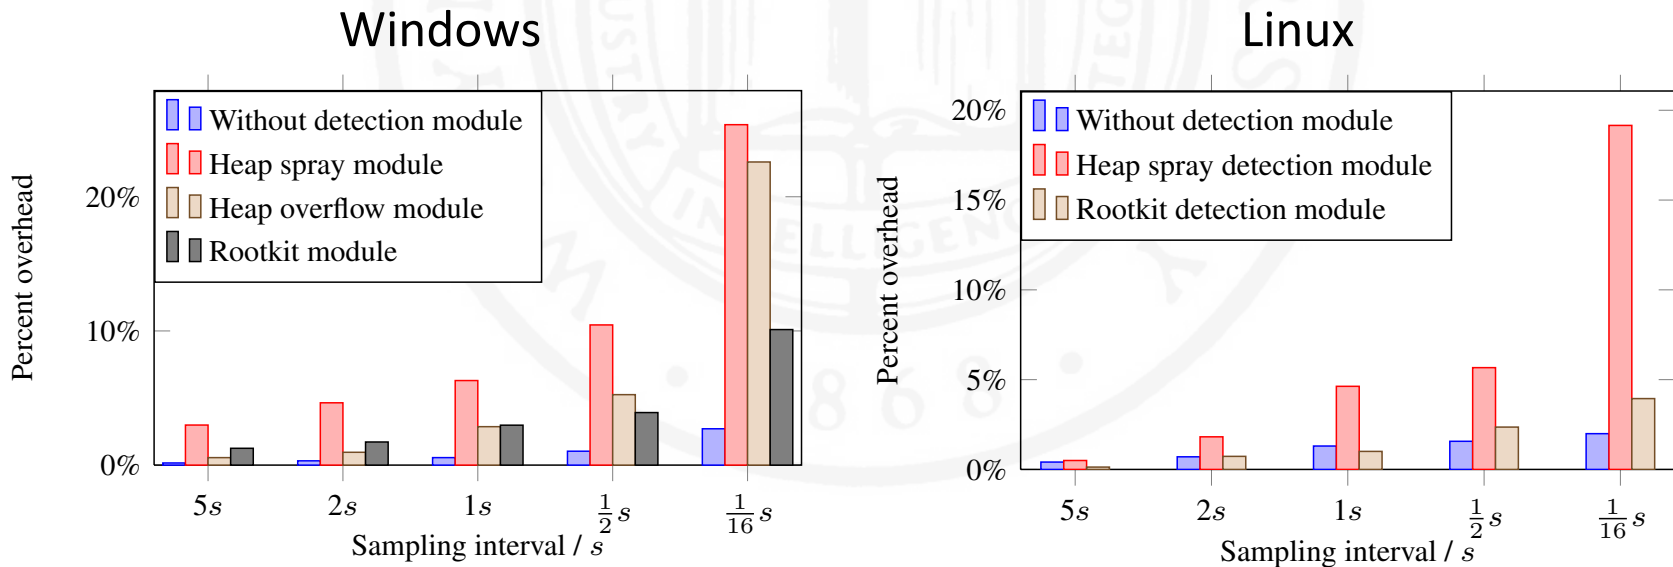 Windows
Without detection module
Heap spray module
Heap overflow module
Rootkit module
Percent overhead
20%
10%
0%
5s
2s
1s
1/2 s
1/16 s
Sampling interval / s
Linux
Without detection module
Heap spray detection module
Rootkit detection module
Percent overhead
20%
15%
10%
5%
0%
5s
2s
1s
1/2 s
1/16 s
Sampling interval / s